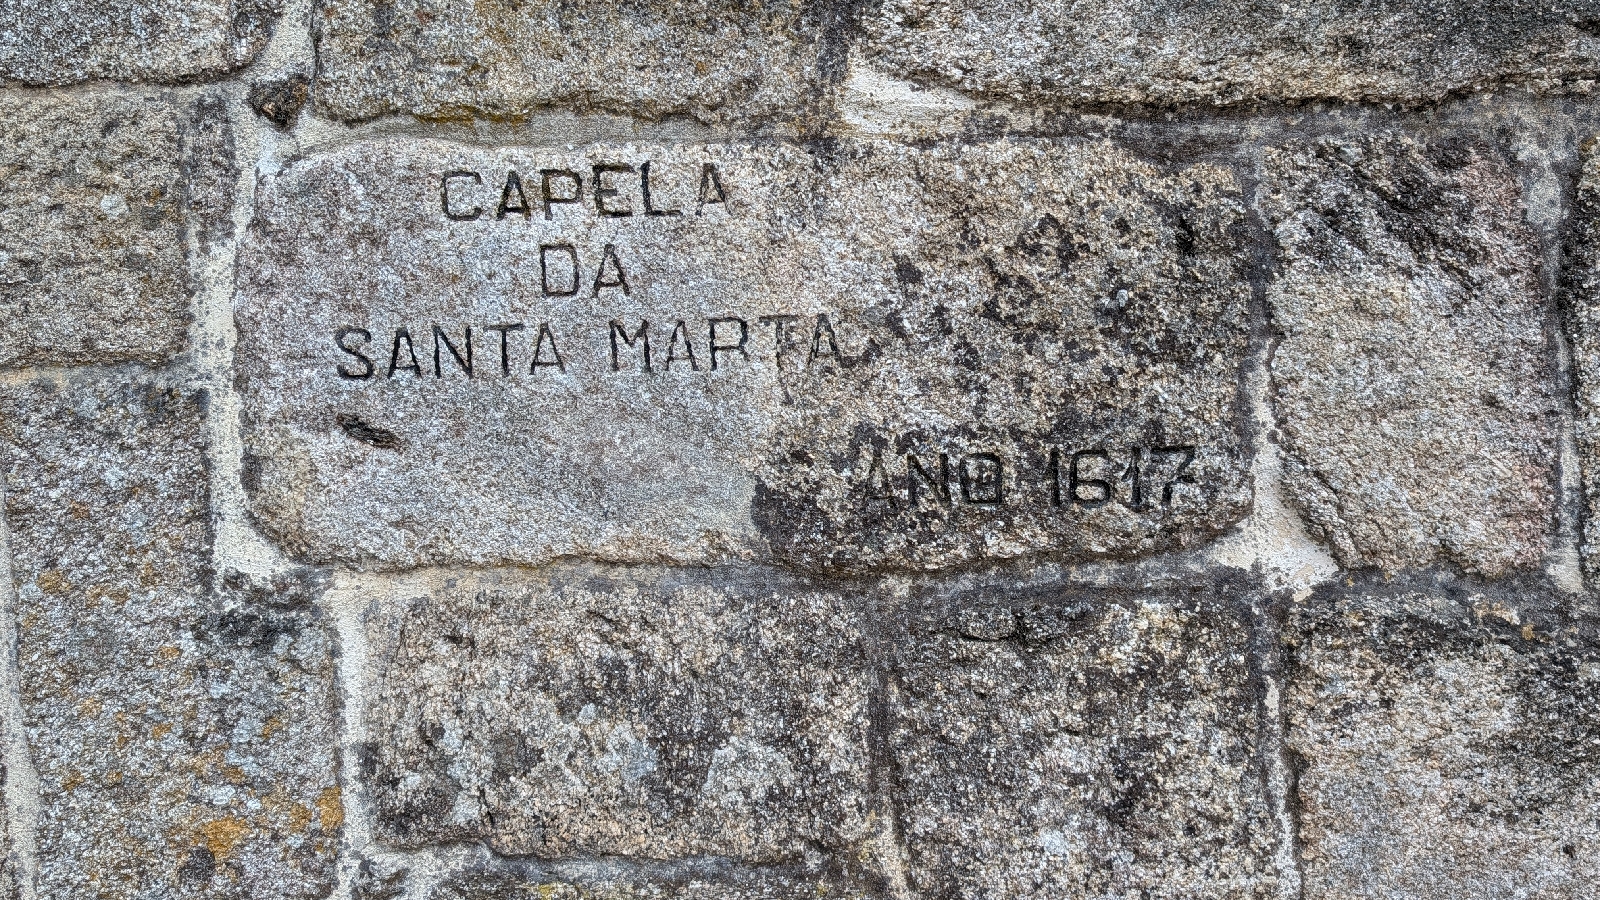 CAPELA
DA
SANTA MARTA
ANO 1617